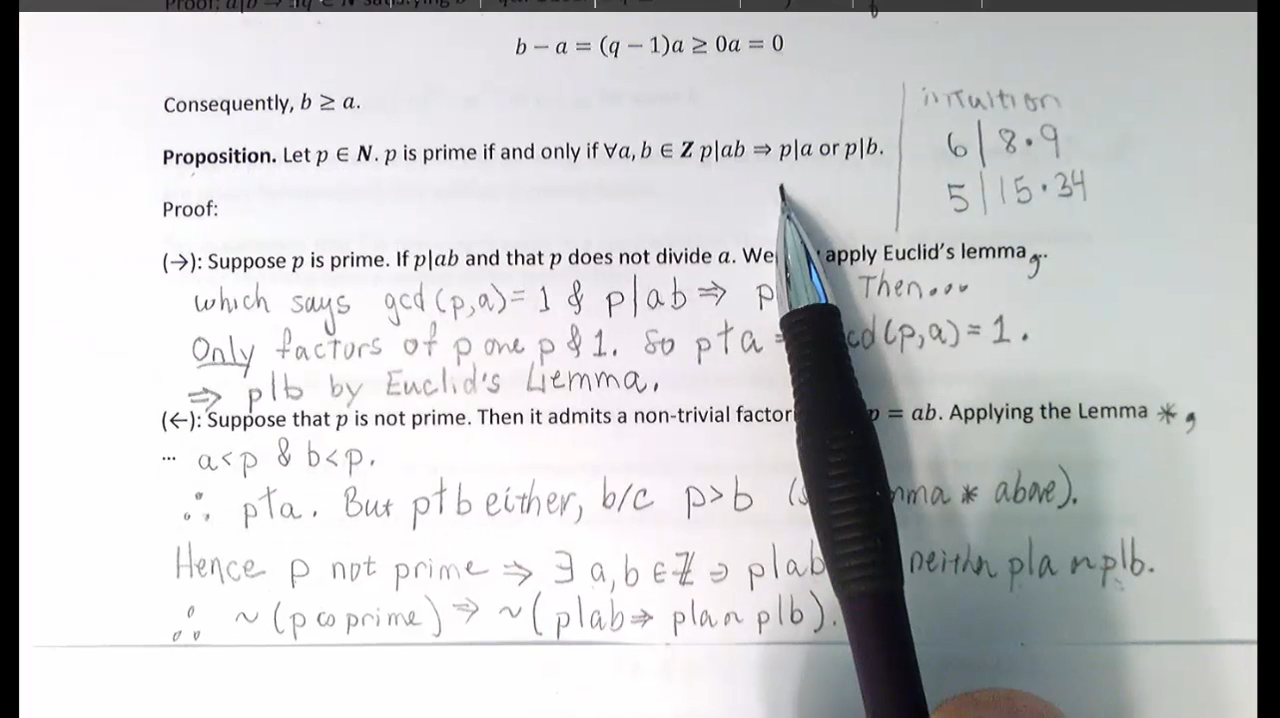 b − a = (q − 1)a ≥ 0a = 0
Consequently, b ≥ a.
Proposition. Let p ∈ N. p is prime if and only if ∀a, b ∈ Z p|ab ⇒ p|a or p|b.
intuition
6 | 8·9
5 | 15·34
Proof:
(→): Suppose p is prime. If p|ab and that p does not divide a. We apply Euclid's lemma,
which says gcd(p,a)=1 & p|ab ⇒ p Then...
Only factors of p are p & 1. So p∤a = cd(p,a)=1.
⇒ p|b by Euclid's Lemma.
(←): Suppose that p is not prime. Then it admits a non-trivial factori p = ab. Applying the Lemma *,
... a<p & b<p.
∴ p∤a. But p∤b either, b/c p>b ( mma * above).
Hence p not prime ⇒ ∃ a,b ∈ Z ∋ p|ab neither p|a or p|b.
∴ ~(p is prime) ⇒ ~(p|ab ⇒ p|a or p|b).